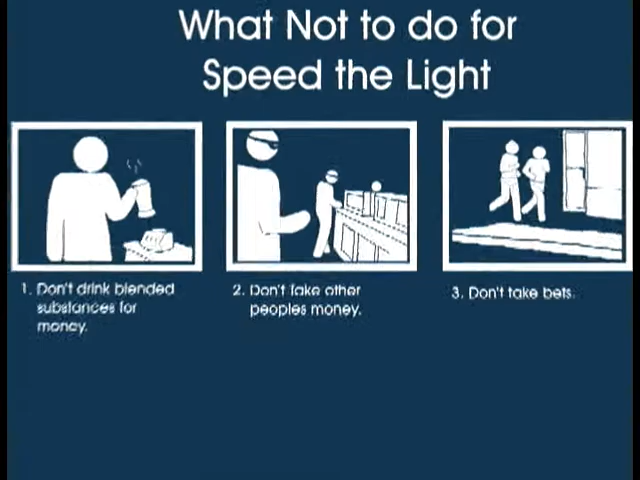 What Not to do for
Speed the Light
1. Don't drink blended
substances for
money.
2. Don't take other
peoples money.
3. Don't take bets.